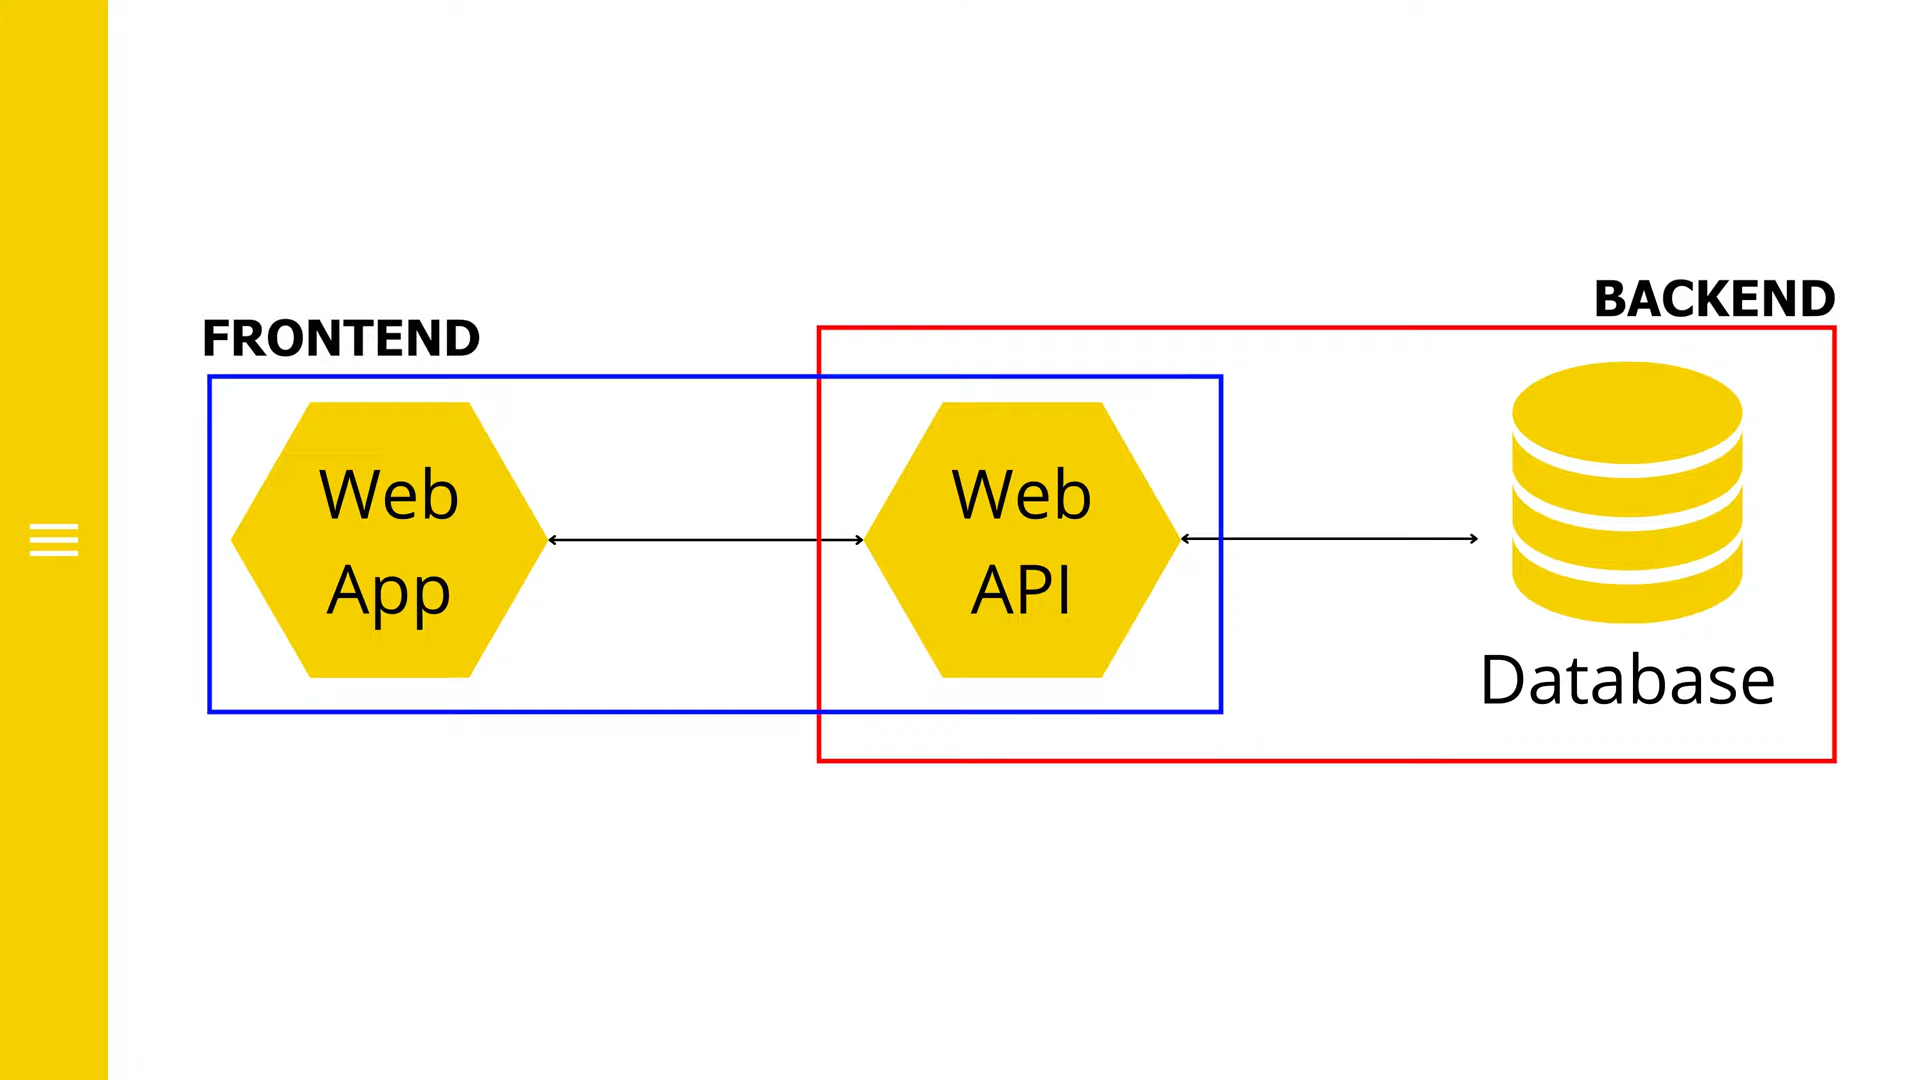 BACKEND
FRONTEND
Web
App
Web
API
Database